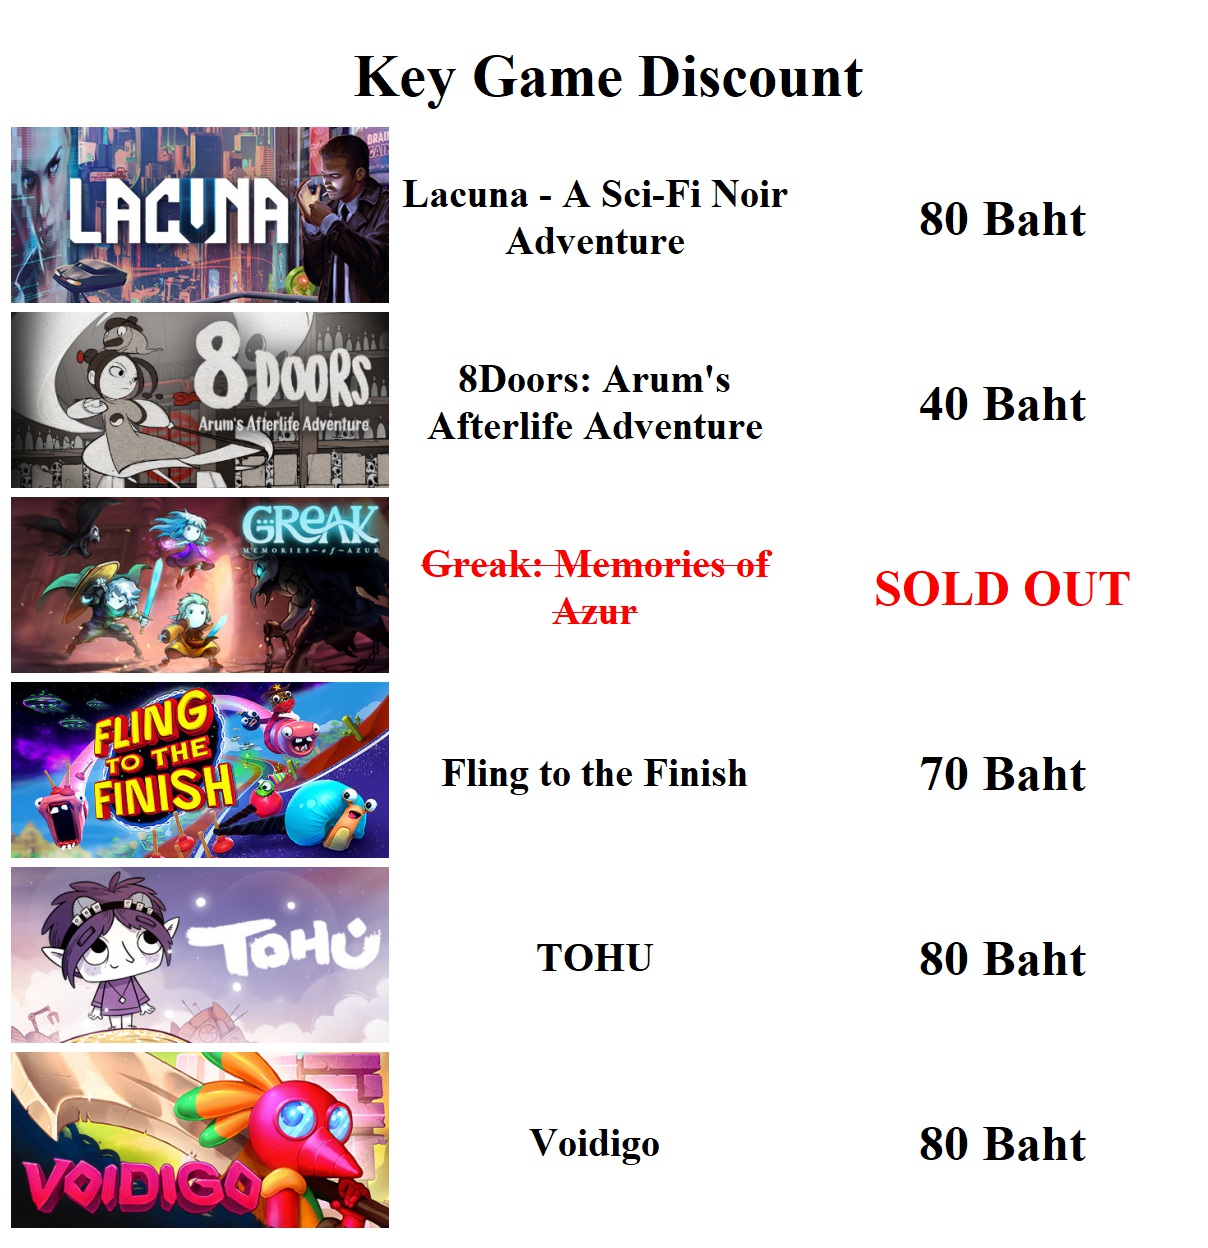 Key Game Discount
LACUNA
Lacuna - A Sci-Fi Noir
Adventure
80 Baht
8 DOORS
Arum's Afterlife Adventure
8Doors: Arum's
Afterlife Adventure
40 Baht
GREAK
MEMORIES~of~AZUR
Greak: Memories of
Azur
SOLD OUT
FLING
TO THE
FINISH
Fling to the Finish
70 Baht
TOHU
TOHU
80 Baht
VOIDIGO
Voidigo
80 Baht